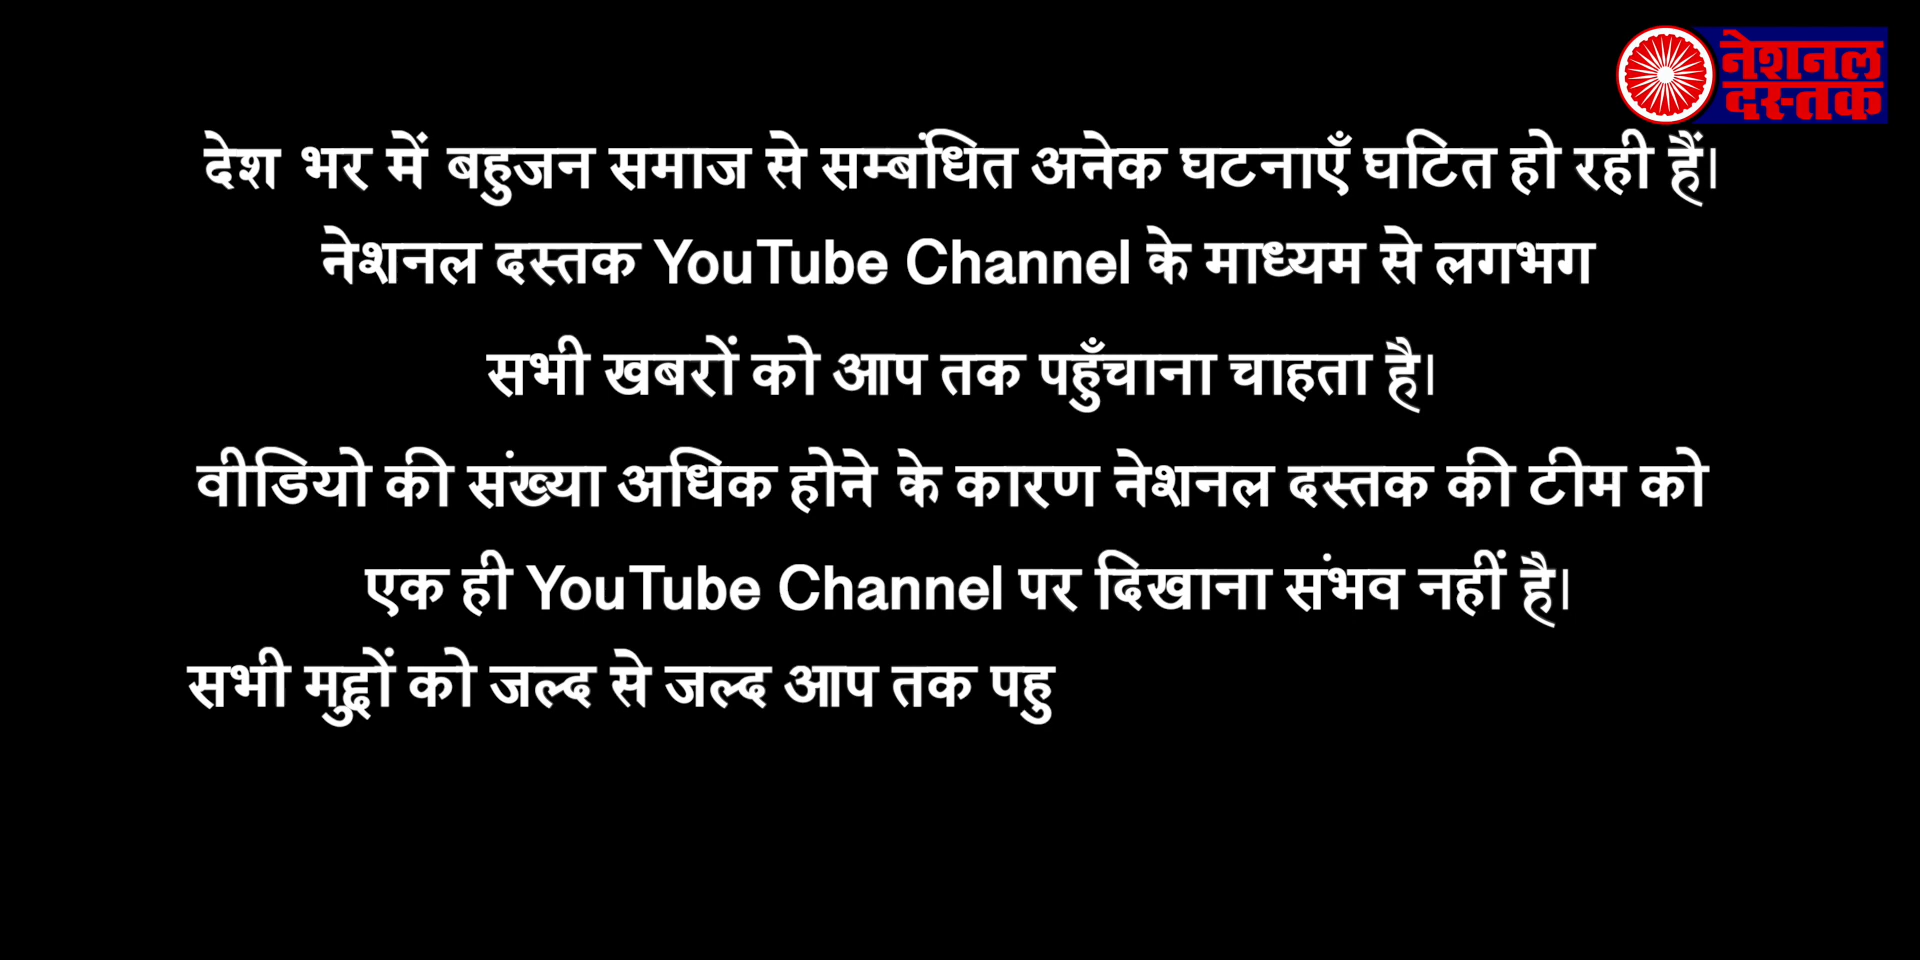 नेशनल
दस्तक
देश भर में बहुजन समाज से सम्बंधित अनेक घटनाएँ घटित हो रही हैं।
नेशनल दस्तक YouTube Channel के माध्यम से लगभग
सभी खबरों को आप तक पहुँचाना चाहता है।
वीडियो की संख्या अधिक होने के कारण नेशनल दस्तक की टीम को
एक ही YouTube Channel पर दिखाना संभव नहीं है।
सभी मुद्दों को जल्द से जल्द आप तक पहु